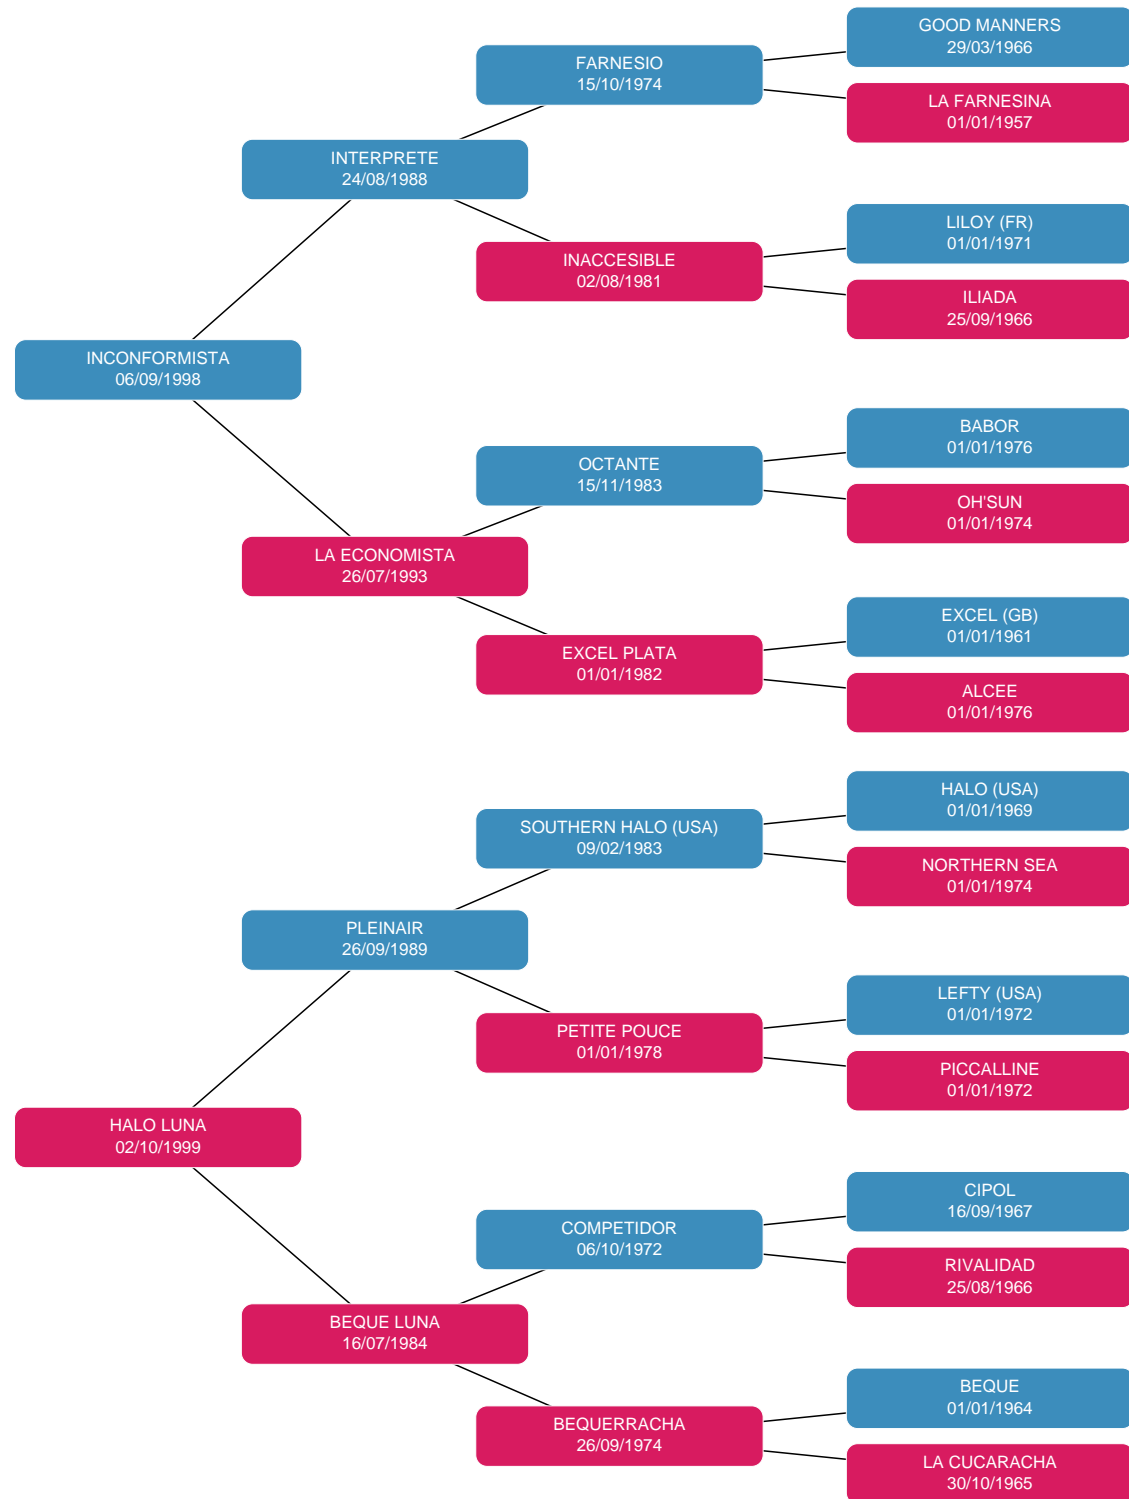 GOOD MANNERS
29/03/1966
FARNESIO
15/10/1974
LA FARNESINA
01/01/1957
INTERPRETE
24/08/1988
LILOY (FR)
01/01/1971
INACCESIBLE
02/08/1981
ILIADA
25/09/1966
INCONFORMISTA
06/09/1998
BABOR
01/01/1976
OCTANTE
15/11/1983
OH'SUN
01/01/1974
LA ECONOMISTA
26/07/1993
EXCEL (GB)
01/01/1961
EXCEL PLATA
01/01/1982
ALCEE
01/01/1976
HALO (USA)
01/01/1969
SOUTHERN HALO (USA)
09/02/1983
NORTHERN SEA
01/01/1974
PLEINAIR
26/09/1989
LEFTY (USA)
01/01/1972
PETITE POUCE
01/01/1978
PICCALLINE
01/01/1972
HALO LUNA
02/10/1999
CIPOL
16/09/1967
COMPETIDOR
06/10/1972
RIVALIDAD
25/08/1966
BEQUE LUNA
16/07/1984
BEQUE
01/01/1964
BEQUERRACHA
26/09/1974
LA CUCARACHA
30/10/1965